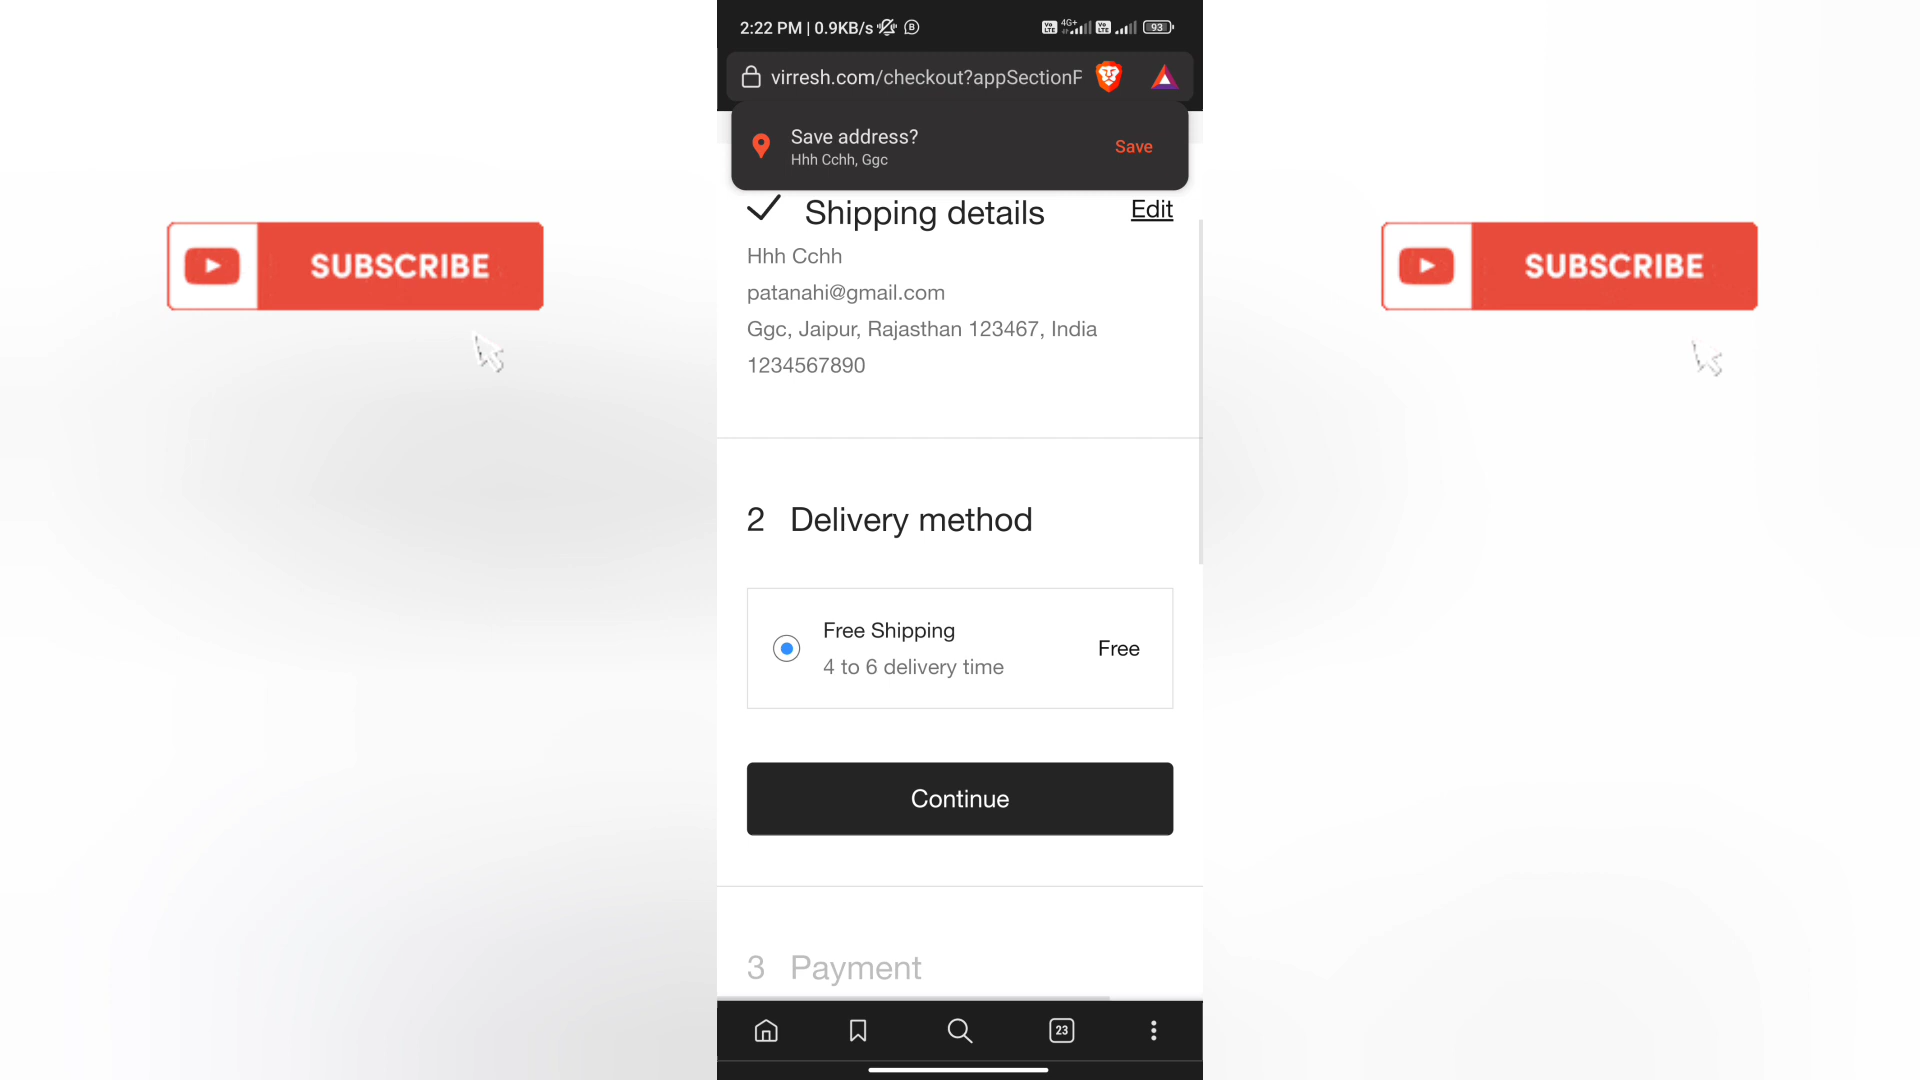 2:22 PM | 0.9KB/s
4G+
93
virresh.com/checkout?appSectionP
Save address?
Hhh Cchh, Ggc
Save
Shipping details
Edit
Hhh Cchh
patanahi@gmail.com
Ggc, Jaipur, Rajasthan 123467, India
1234567890
SUBSCRIBE
SUBSCRIBE
2 Delivery method
Free Shipping
4 to 6 delivery time
Free
Continue
3 Payment
23